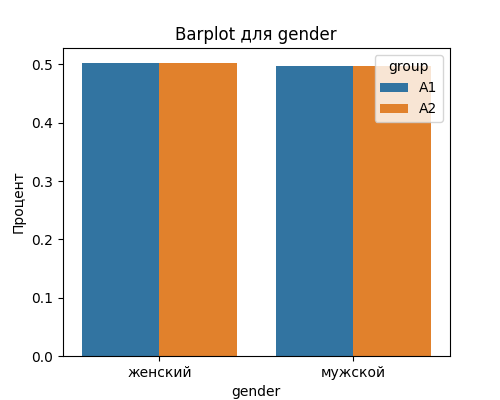 Barplot для gender
group
A1
A2
Процент
0.5
0.4
0.3
0.2
0.1
0.0
женский мужской
gender